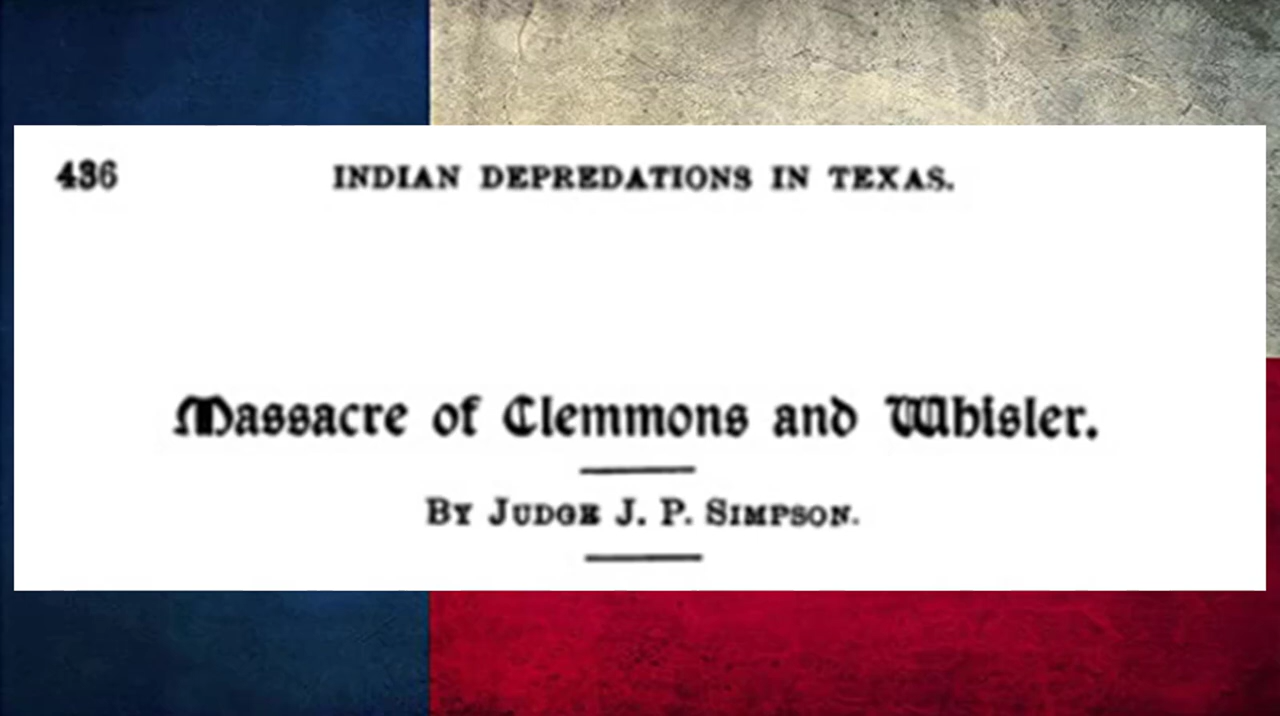 436 INDIAN DEPREDATIONS IN TEXAS.
Massacre of Clemmons and Whisler.
BY JUDGE J. P. SIMPSON.